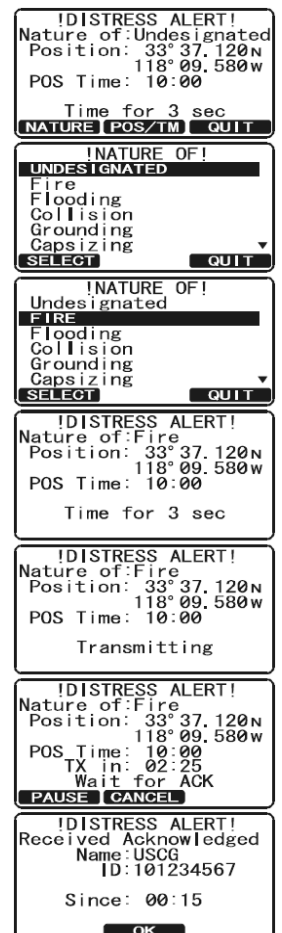 !DISTRESS ALERT!
Nature of:Undesignated
Position: 33°37.120N
118°09.580W
POS Time: 10:00
Time for 3 sec
NATURE POS/TM QUIT
!NATURE OF!
UNDESIGNATED
Fire
Flooding
Collision
Grounding
Capsizing
SELECT QUIT
!NATURE OF!
Undesignated
FIRE
Flooding
Collision
Grounding
Capsizing
SELECT QUIT
!DISTRESS ALERT!
Nature of:Fire
Position: 33°37.120N
118°09.580W
POS Time: 10:00
Time for 3 sec
!DISTRESS ALERT!
Nature of:Fire
Position: 33°37.120N
118°09.580W
POS Time: 10:00
Transmitting
!DISTRESS ALERT!
Nature of:Fire
Position: 33°37.120N
118°09.580W
POS Time: 10:00
TX in: 02:25
Wait for ACK
PAUSE CANCEL
!DISTRESS ALERT!
Received Acknowledged
Name:USCG
ID:101234567
Since: 00:15
OK